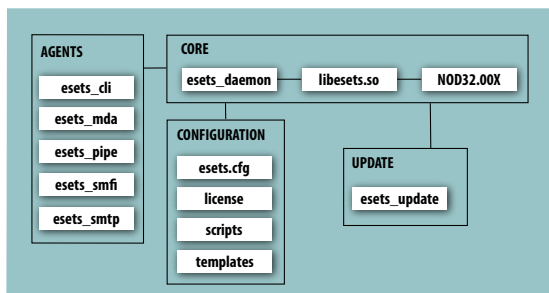 AGENTS
esets_cli
esets_mda
esets_pipe
esets_smfi
esets_smtp
CORE
esets_daemon
libesets.so
NOD32.00X
CONFIGURATION
esets.cfg
license
scripts
templates
UPDATE
esets_update